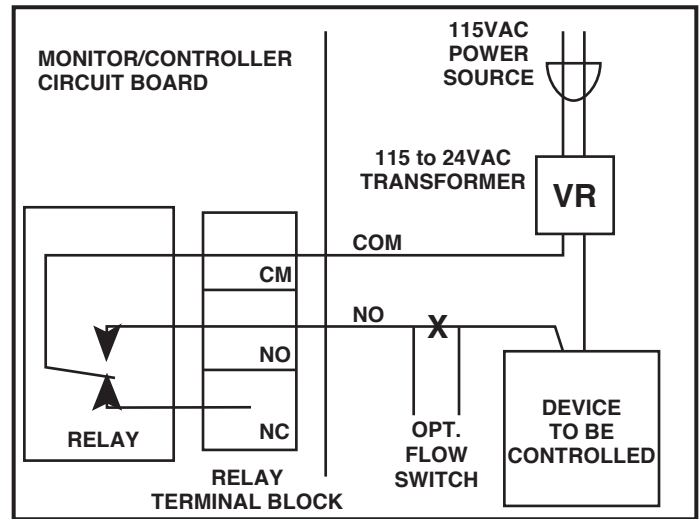 MONITOR/CONTROLLER
CIRCUIT BOARD
115VAC
POWER
SOURCE
115 to 24VAC
TRANSFORMER
VR
COM
CM
NO
X
NO
NC
RELAY
RELAY
TERMINAL BLOCK
OPT.
FLOW
SWITCH
DEVICE
TO BE
CONTROLLED